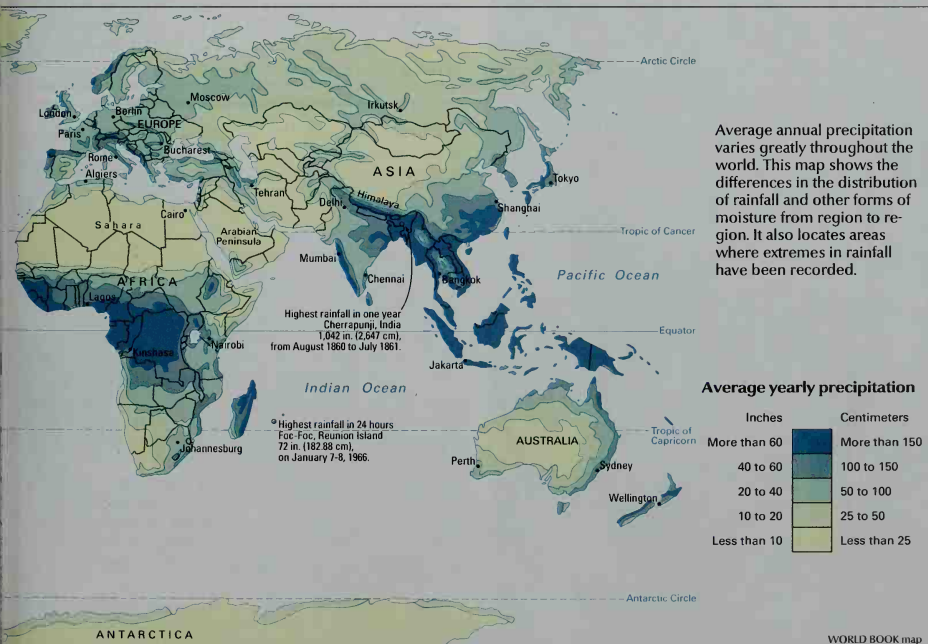 Arctic Circle
Moscow
London
Berlin
EUROPE
Irkutsk
Paris
Bucharest
Rome
ASIA
Algiers
Tokyo
Tehran
Himalaya
Delhi
Shanghai
Cairo
Sahara
Arabian
Peninsula
Tropic of Cancer
Mumbai
Pacific Ocean
Chennai
Bangkok
AFRICA
Lagos
Highest rainfall in one year
Cherrapunji, India
1,042 in. (2,647 cm),
from August 1860 to July 1861.
Equator
Nairobi
Kinshasa
Jakarta
Indian Ocean
Highest rainfall in 24 hours
Foc-Foc, Reunion Island
72 in. (182.88 cm),
on January 7-8, 1966.
Tropic of
Capricorn
AUSTRALIA
Johannesburg
Perth
Sydney
Wellington
Antarctic Circle
ANTARCTICA
Average annual precipitation
varies greatly throughout the
world. This map shows the
differences in the distribution
of rainfall and other forms of
moisture from region to re-
gion. It also locates areas
where extremes in rainfall
have been recorded.
Average yearly precipitation
Inches Centimeters
More than 60 More than 150
40 to 60 100 to 150
20 to 40 50 to 100
10 to 20 25 to 50
Less than 10 Less than 25
WORLD BOOK map